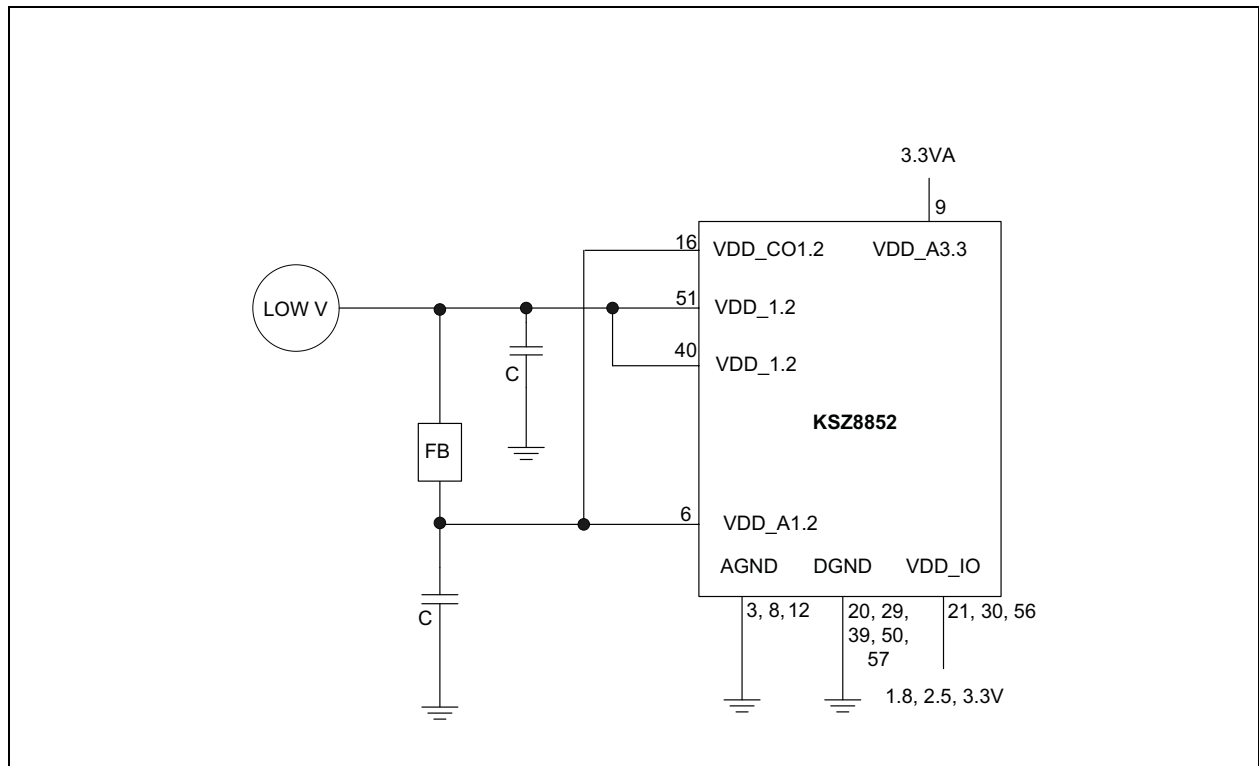 3.3VA
9
16 VDD_CO1.2 VDD_A3.3
LOW V
51 VDD_1.2
40 VDD_1.2
C
KSZ8852
FB
6 VDD_A1.2
AGND DGND VDD_IO
C
3, 8, 12
20, 29,
39, 50,
57
21, 30, 56
1.8, 2.5, 3.3V